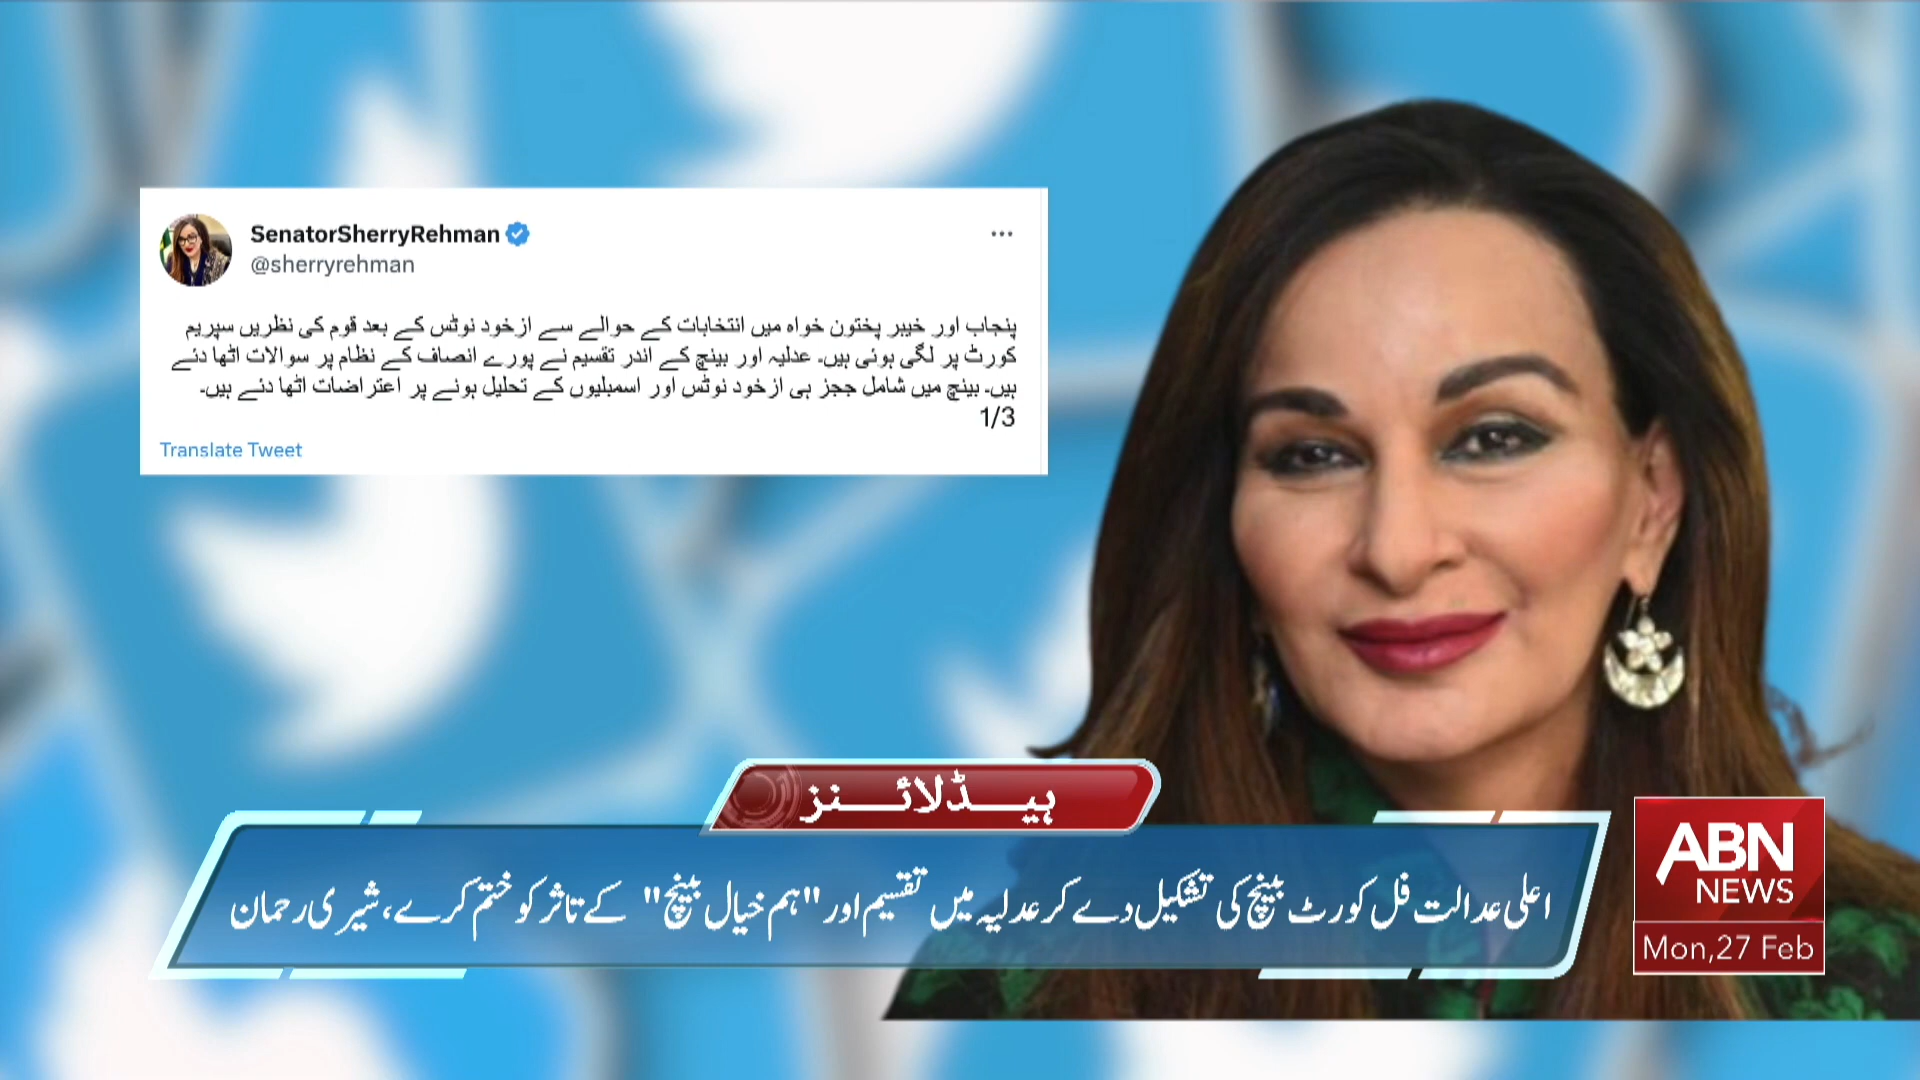 SenatorSherryRehman
@sherryrehman
پنجاب اور خیبر پختون خواہ میں انتخابات کے حوالے سے ازخود نوٹس کے بعد قوم کی نظریں سپریم
کورٹ پر لگی ہوئی ہیں۔ عدلیہ اور بینچ کے اندر تقسیم نے پورے انصاف کے نظام پر سوالات اٹھا دئے
ہیں۔ بینچ میں شامل ججز ہی ازخود نوٹس اور اسمبلیوں کے تحلیل ہونے پر اعتراضات اٹھا دئے ہیں۔
1/3
Translate Tweet
ہیڈلائنز
اعلی عدالت فل کورٹ بینچ کی تشکیل دے کر عدلیہ میں تقسیم اور "ہم خیال بینچ" کے تاثر کو ختم کرے، شیری رحمان
ABN
NEWS
Mon,27 Feb